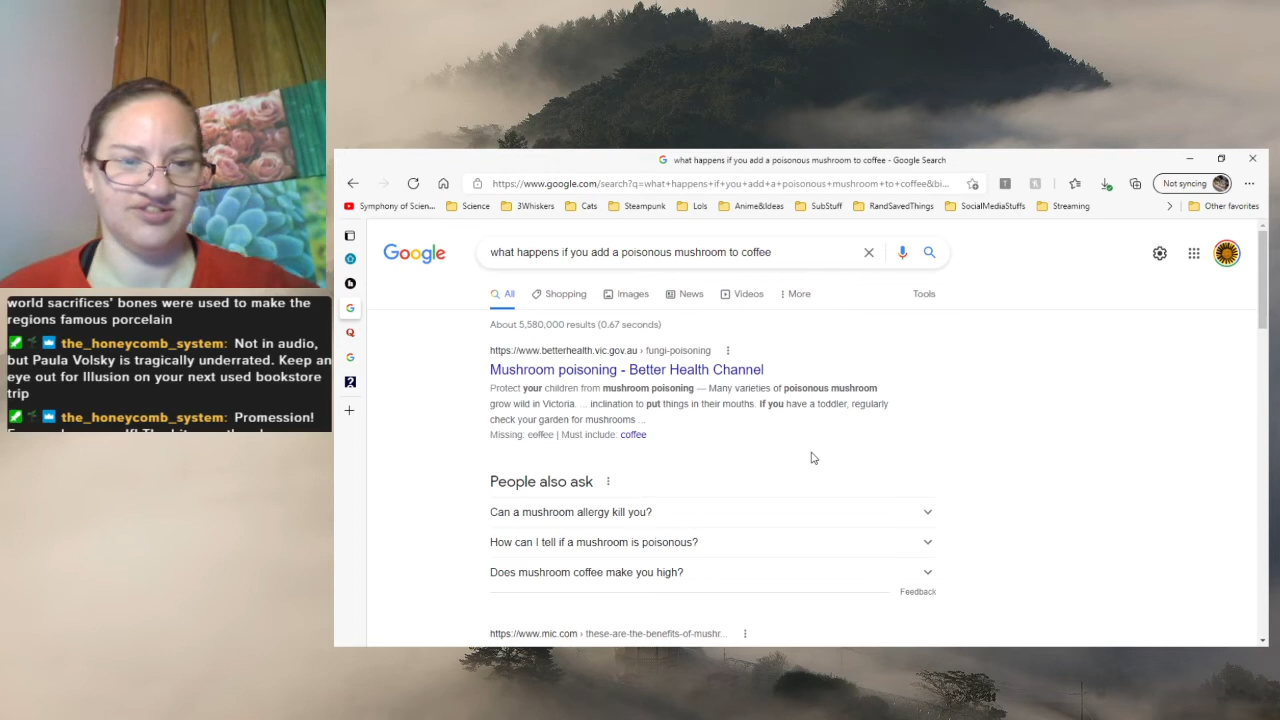 world sacrifices' bones were used to make the
regions famous porcelain
the_honeycomb_system: Not in audio,
but Paula Volsky is tragically underrated. Keep an
eye out for Illusion on your next used bookstore
trip
the_honeycomb_system: Promession!
what happens if you add a poisonous mushroom to coffee - Google Search
https://www.google.com/search?q=what+happens+if+you+add+a+poisonous+mushroom+to+coffee&bi...
Not syncing
Symphony of Scien...
Science
3Whiskers
Cats
Steampunk
Lols
Anime&Ideas
SubStuff
RandSavedThings
SocialMediaStuffs
Streaming
Other favorites
Google
what happens if you add a poisonous mushroom to coffee
All
Shopping
Images
News
Videos
More
Tools
About 5,580,000 results (0.67 seconds)
https://www.betterhealth.vic.gov.au › fungi-poisoning
Mushroom poisoning - Better Health Channel
Protect your children from mushroom poisoning — Many varieties of poisonous mushroom
grow wild in Victoria. ... inclination to put things in their mouths. If you have a toddler, regularly
check your garden for mushrooms ...
Missing: coffee | Must include: coffee
People also ask
Can a mushroom allergy kill you?
How can I tell if a mushroom is poisonous?
Does mushroom coffee make you high?
Feedback
https://www.mic.com › these-are-the-benefits-of-mushr...